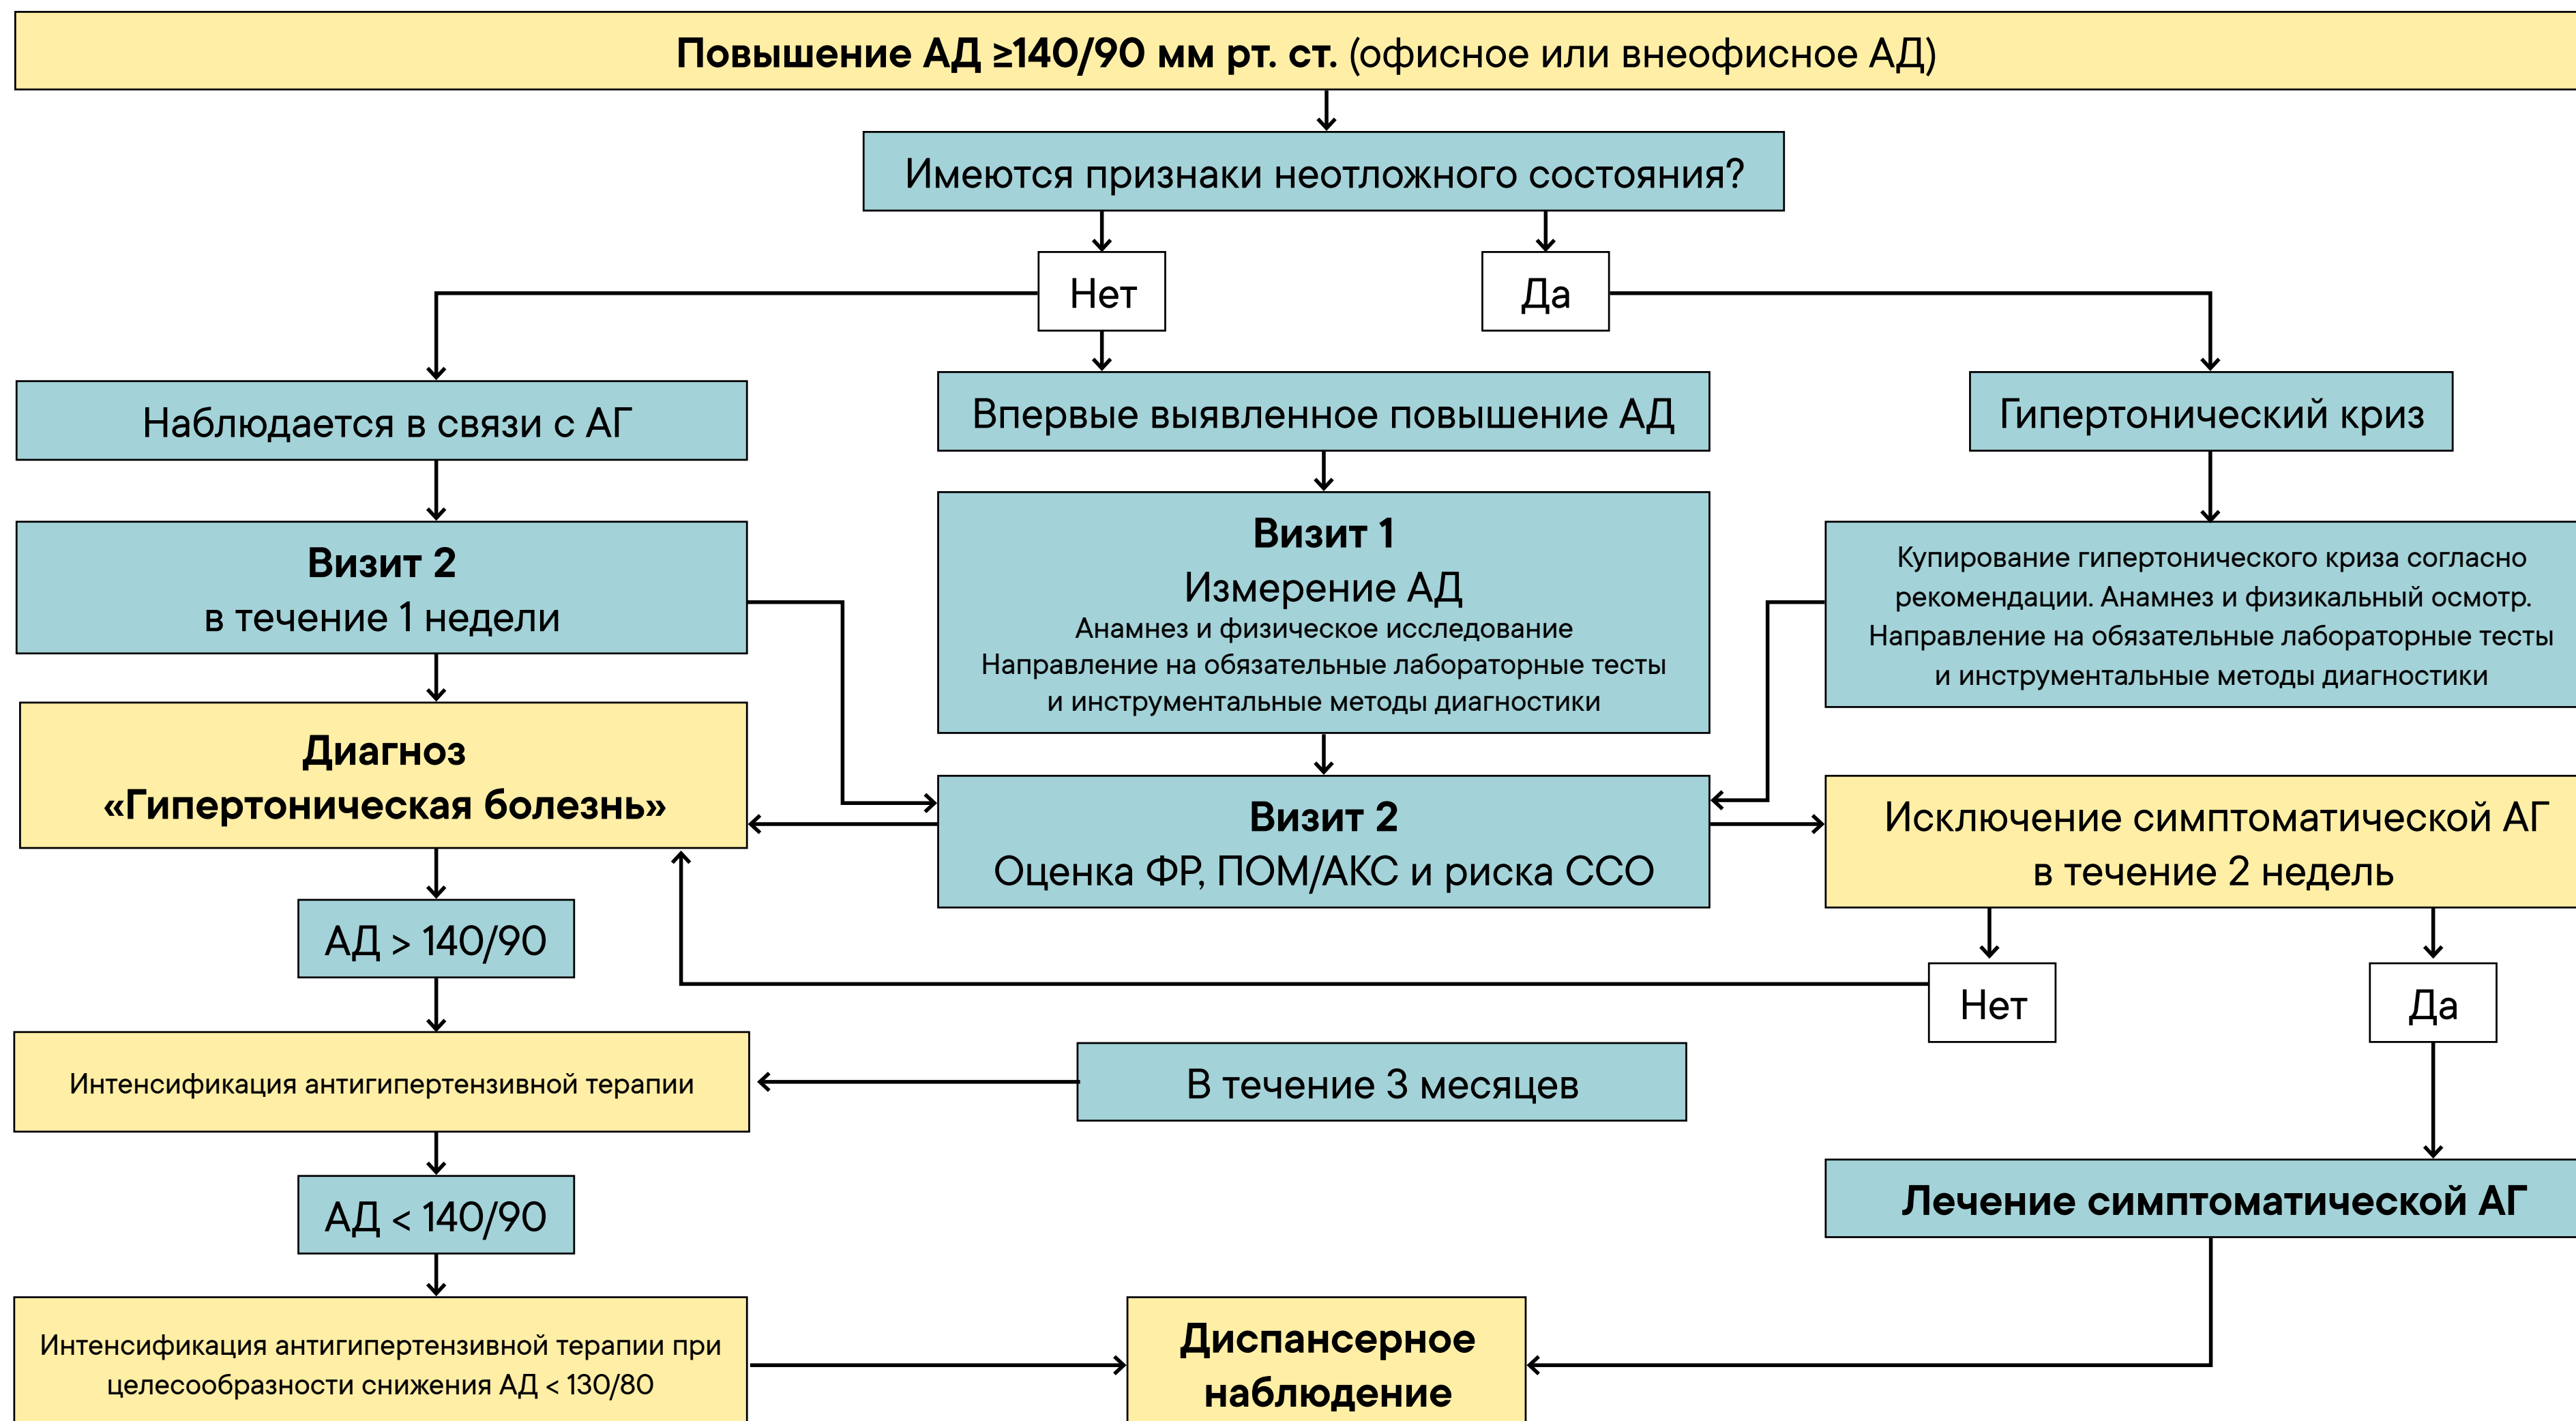 Повышение АД ≥140/90 мм рт. ст. (офисное или внеофисное АД)
Имеются признаки неотложного состояния?
Нет
Да
Наблюдается в связи с АГ
Впервые выявленное повышение АД
Гипертонический криз
Визит 2
в течение 1 недели
Визит 1
Измерение АД
Анамнез и физическое исследование
Направление на обязательные лабораторные тесты
и инструментальные методы диагностики
Купирование гипертонического криза согласно
рекомендации. Анамнез и физикальный осмотр.
Направление на обязательные лабораторные тесты
и инструментальные методы диагностики
Диагноз
«Гипертоническая болезнь»
Визит 2
Оценка ФР, ПОМ/АКС и риска ССО
Исключение симптоматической АГ
в течение 2 недель
АД > 140/90
Нет
Да
Интенсификация антигипертензивной терапии
В течение 3 месяцев
Лечение симптоматической АГ
АД < 140/90
Интенсификация антигипертензивной терапии при
целесообразности снижения АД < 130/80
Диспансерное
наблюдение